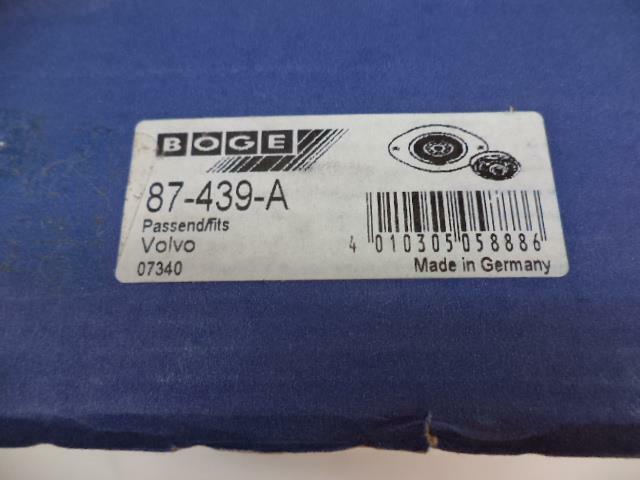 BOGE
87-439-A
Passend/fits
Volvo
07340
4 010305 058886
Made in Germany